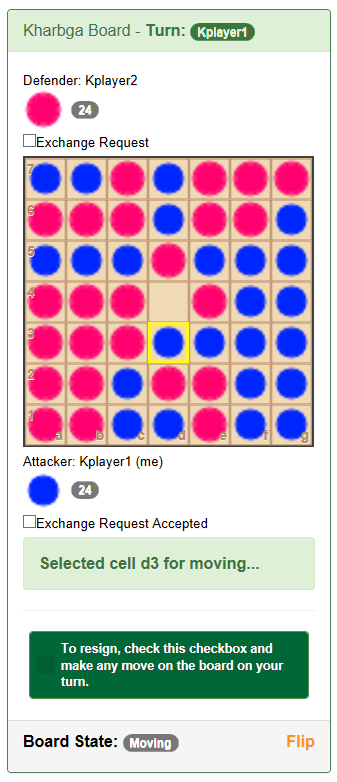 Kharbga Board - Turn: Kplayer1
Defender: Kplayer2
24
Exchange Request
7
6
5
4
3
2
1 a b c d e f g
Attacker: Kplayer1 (me)
24
Exchange Request Accepted
Selected cell d3 for moving...
To resign, check this checkbox and
make any move on the board on your
turn.
Board State: Moving Flip